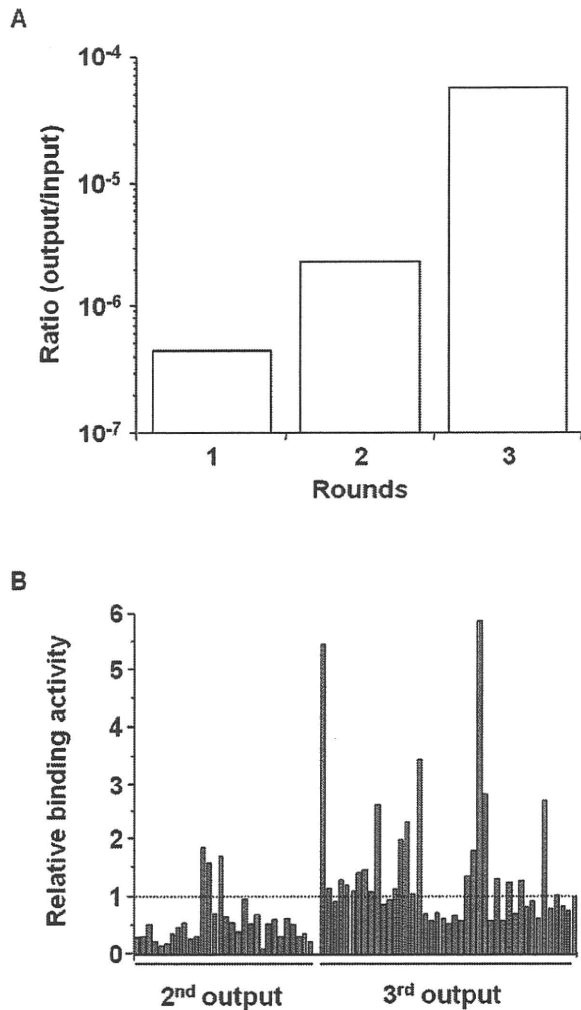 A
Ratio (output/input)
10-4
10-5
10-6
10-7
1 2 3
Rounds
B
Relative binding activity
6
5
4
3
2
1
0
2nd output 3rd output